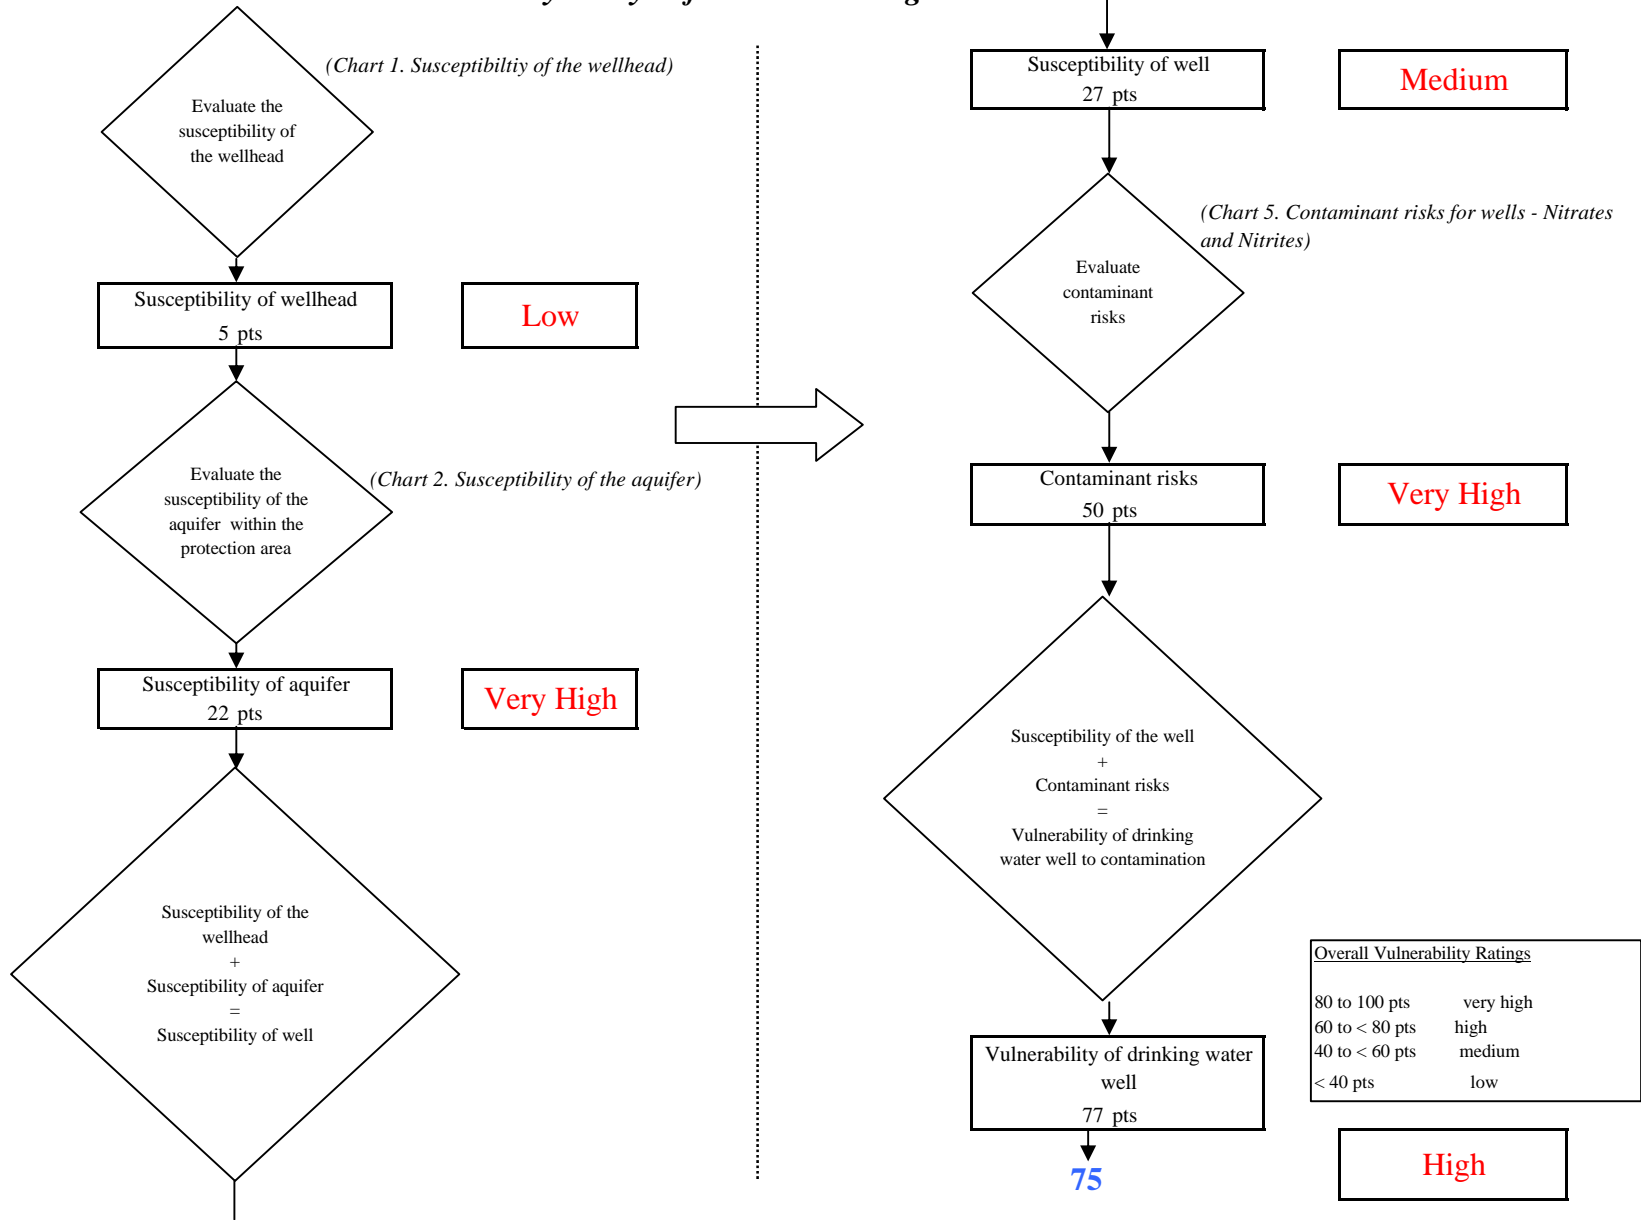 (Chart 1. Susceptibiltiy of the wellhead)
Evaluate the
susceptibility of
the wellhead
Susceptibility of wellhead
5 pts
Low
Evaluate the
susceptibility of the
aquifer within the
protection area
(Chart 2. Susceptibility of the aquifer)
Susceptibility of aquifer
22 pts
Very High
Susceptibility of the
wellhead
+
Susceptibility of aquifer
=
Susceptibility of well
Susceptibility of well
27 pts
Medium
(Chart 5. Contaminant risks for wells - Nitrates
and Nitrites)
Evaluate
contaminant
risks
Contaminant risks
50 pts
Very High
Susceptibility of the well
+
Contaminant risks
=
Vulnerability of drinking
water well to contamination
Overall Vulnerability Ratings
80 to 100 pts very high
60 to < 80 pts high
40 to < 60 pts medium
< 40 pts low
Vulnerability of drinking water
well
77 pts
75
High